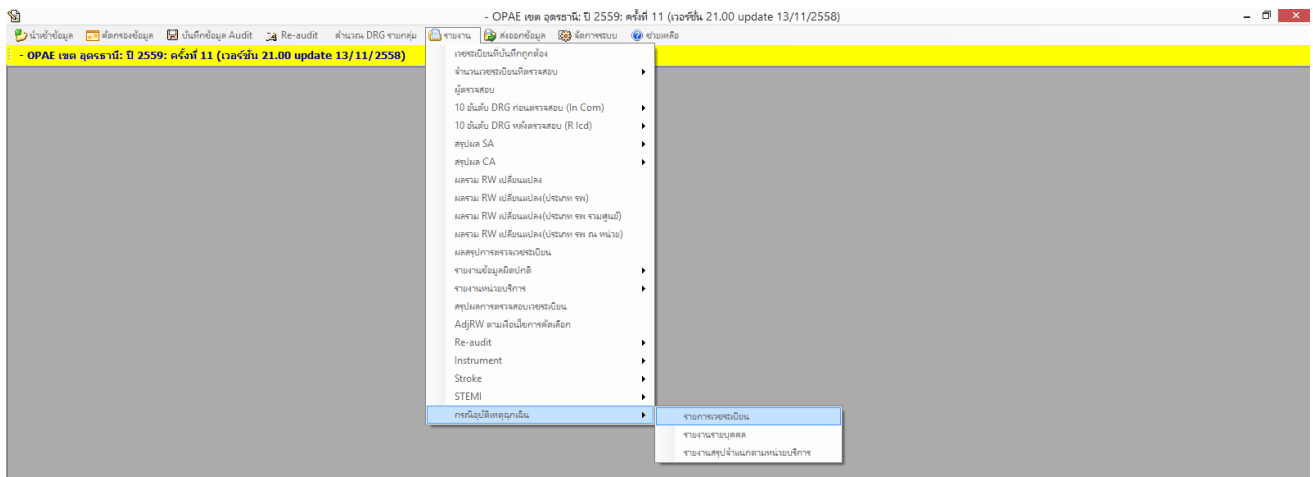 - OPAE เขต อุดรธานี: ปี 2559: ครั้งที่ 11 (เวอร์ชั่น 21.00 update 13/11/2558)
นำเข้าข้อมูล คัดกรองข้อมูล บันทึกข้อมูล Audit Re-audit คำนวณ DRG รายกลุ่ม รายงาน ส่งออกข้อมูล จัดการระบบ ช่วยเหลือ
- OPAE เขต อุดรธานี: ปี 2559: ครั้งที่ 11 (เวอร์ชั่น 21.00 update 13/11/2558)
เวชระเบียนที่บันทึกถูกต้อง
จำนวนเวชระเบียนที่ตรวจสอบ
ผู้ตรวจสอบ
10 อันดับ DRG ก่อนตรวจสอบ (In Com)
10 อันดับ DRG หลังตรวจสอบ (R Icd)
สรุปผล SA
สรุปผล CA
ผลรวม RW เปลี่ยนแปลง
ผลรวม RW เปลี่ยนแปลง(ประเภท รพ)
ผลรวม RW เปลี่ยนแปลง(ประเภท รพ รวมศูนย์)
ผลรวม RW เปลี่ยนแปลง(ประเภท รพ ณ หน่วย)
ผลสรุปการตรวจเวชระเบียน
รายงานข้อมูลผิดปกติ
รายงานหน่วยบริการ
สรุปผลการตรวจสอบเวชระเบียน
AdjRW ตามเงื่อนไขการคัดเลือก
Re-audit
Instrument
Stroke
STEMI
กรณีอุบัติเหตุฉุกเฉิน
รายการเวชระเบียน
รายงานรายบุคคล
รายงานสรุปจำแนกตามหน่วยบริการ